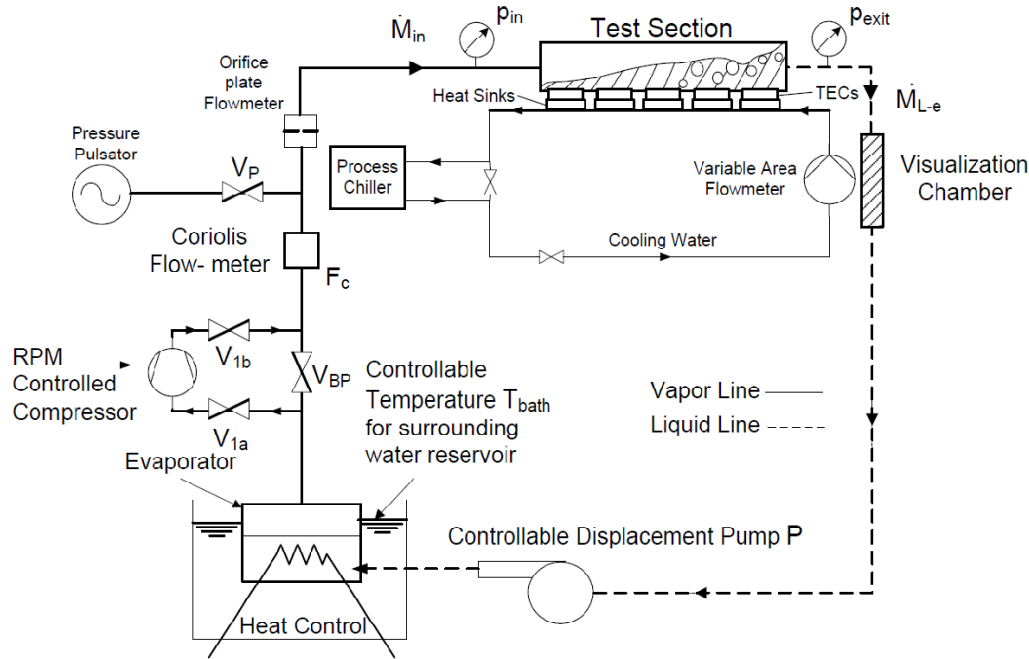 Ṁin
pin
Test Section
pexit
Orifice
plate
Flowmeter
Heat Sinks
TECs
ṀL-e
Pressure
Pulsator
VP
Process
Chiller
Variable Area
Flowmeter
Visualization
Chamber
Coriolis
Flow- meter
Fc
Cooling Water
RPM
Controlled
Compressor
V1b
VBP
V1a
Controllable
Temperature Tbath
for surrounding
water reservoir
Vapor Line
Liquid Line
Evaporator
Controllable Displacement Pump P
Heat Control